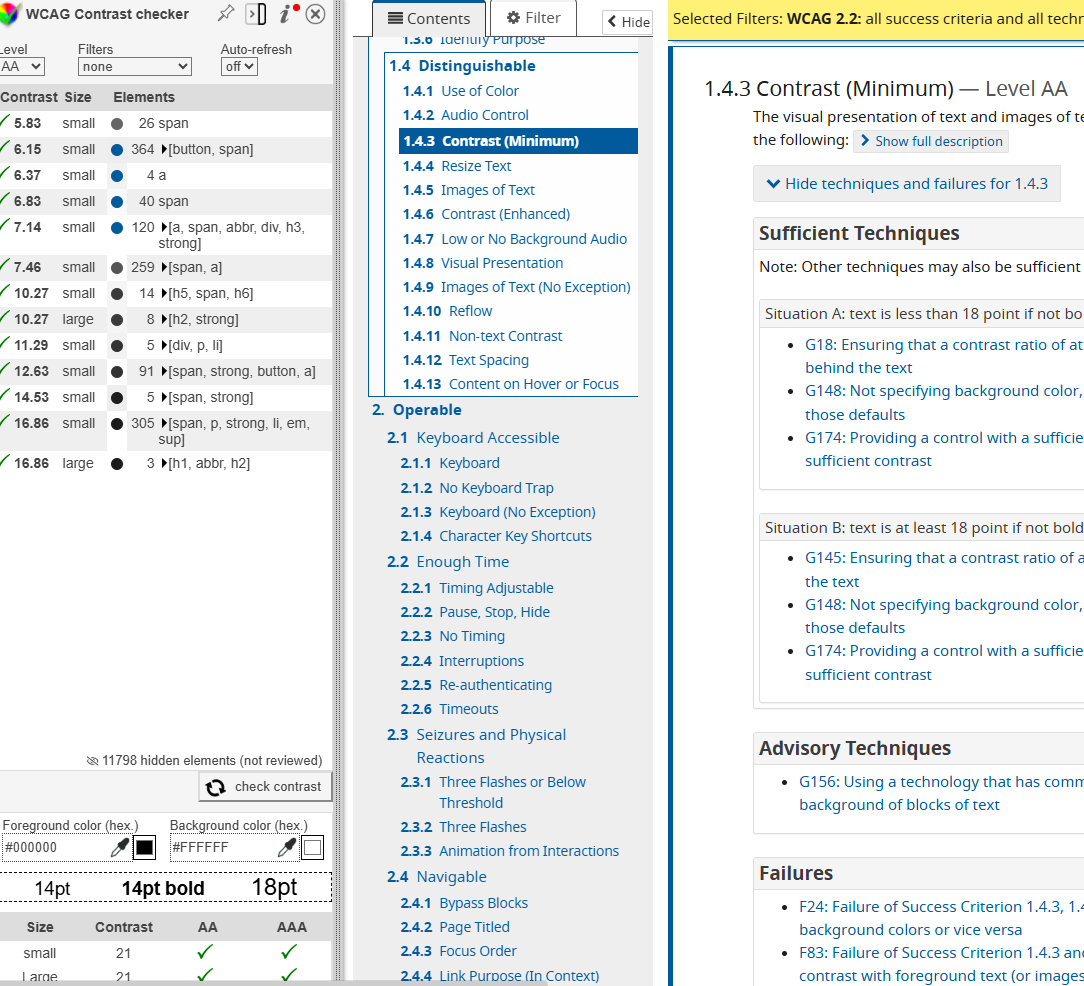 WCAG Contrast checker
Level
Filters
Auto-refresh
AA
none
off
Contrast Size Elements
5.83 small 26 span
6.15 small 364 [button, span]
6.37 small 4 a
6.83 small 40 span
7.14 small 120 [a, span, abbr, div, h3,
strong]
7.46 small 259 [span, a]
10.27 small 14 [h5, span, h6]
10.27 large 8 [h2, strong]
11.29 small 5 [div, p, li]
12.63 small 91 [span, strong, button, a]
14.53 small 5 [span, strong]
16.86 small 305 [span, p, strong, li, em,
sup]
16.86 large 3 [h1, abbr, h2]
11798 hidden elements (not reviewed)
check contrast
Foreground color (hex.)
Background color (hex.)
#000000
#FFFFFF
14pt 14pt bold 18pt
Size Contrast AA AAA
small 21
Large 21
Contents
Filter
Hide
1.3.6 Identify Purpose
1.4 Distinguishable
1.4.1 Use of Color
1.4.2 Audio Control
1.4.3 Contrast (Minimum)
1.4.4 Resize Text
1.4.5 Images of Text
1.4.6 Contrast (Enhanced)
1.4.7 Low or No Background Audio
1.4.8 Visual Presentation
1.4.9 Images of Text (No Exception)
1.4.10 Reflow
1.4.11 Non-text Contrast
1.4.12 Text Spacing
1.4.13 Content on Hover or Focus
2. Operable
2.1 Keyboard Accessible
2.1.1 Keyboard
2.1.2 No Keyboard Trap
2.1.3 Keyboard (No Exception)
2.1.4 Character Key Shortcuts
2.2 Enough Time
2.2.1 Timing Adjustable
2.2.2 Pause, Stop, Hide
2.2.3 No Timing
2.2.4 Interruptions
2.2.5 Re-authenticating
2.2.6 Timeouts
2.3 Seizures and Physical
Reactions
2.3.1 Three Flashes or Below
Threshold
2.3.2 Three Flashes
2.3.3 Animation from Interactions
2.4 Navigable
2.4.1 Bypass Blocks
2.4.2 Page Titled
2.4.3 Focus Order
2.4.4 Link Purpose (In Context)
Selected Filters: WCAG 2.2: all success criteria and all techn
1.4.3 Contrast (Minimum) — Level AA
The visual presentation of text and images of te
the following: Show full description
Hide techniques and failures for 1.4.3
Sufficient Techniques
Note: Other techniques may also be sufficient
Situation A: text is less than 18 point if not bo
G18: Ensuring that a contrast ratio of at
behind the text
G148: Not specifying background color,
those defaults
G174: Providing a control with a sufficie
sufficient contrast
Situation B: text is at least 18 point if not bold
G145: Ensuring that a contrast ratio of a
the text
G148: Not specifying background color,
those defaults
G174: Providing a control with a sufficie
sufficient contrast
Advisory Techniques
G156: Using a technology that has comm
background of blocks of text
Failures
F24: Failure of Success Criterion 1.4.3, 1.4
background colors or vice versa
F83: Failure of Success Criterion 1.4.3 and
contrast with foreground text (or images